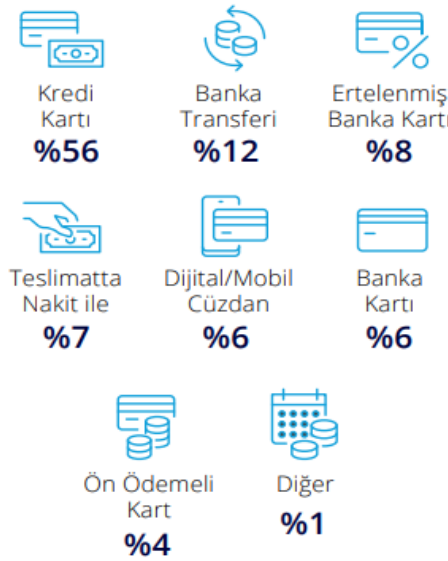 Kredi
Kartı
%56
Banka
Transferi
%12
Ertelenmiş
Banka Kartı
%8
Teslimatta
Nakit ile
%7
Dijital/Mobil
Cüzdan
%6
Banka
Kartı
%6
Ön Ödemeli
Kart
%4
Diğer
%1